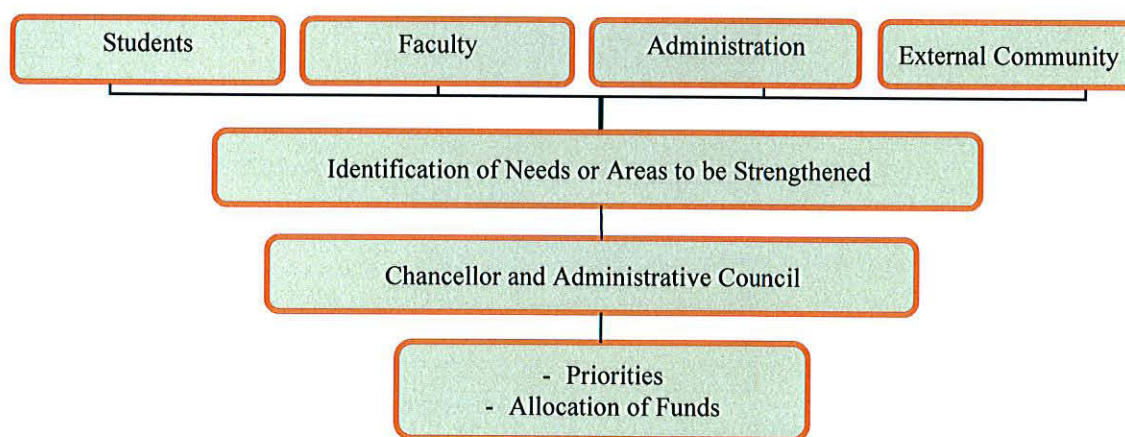 Students
Faculty
Administration
External Community
Identification of Needs or Areas to be Strengthened
Chancellor and Administrative Council
- Priorities
- Allocation of Funds